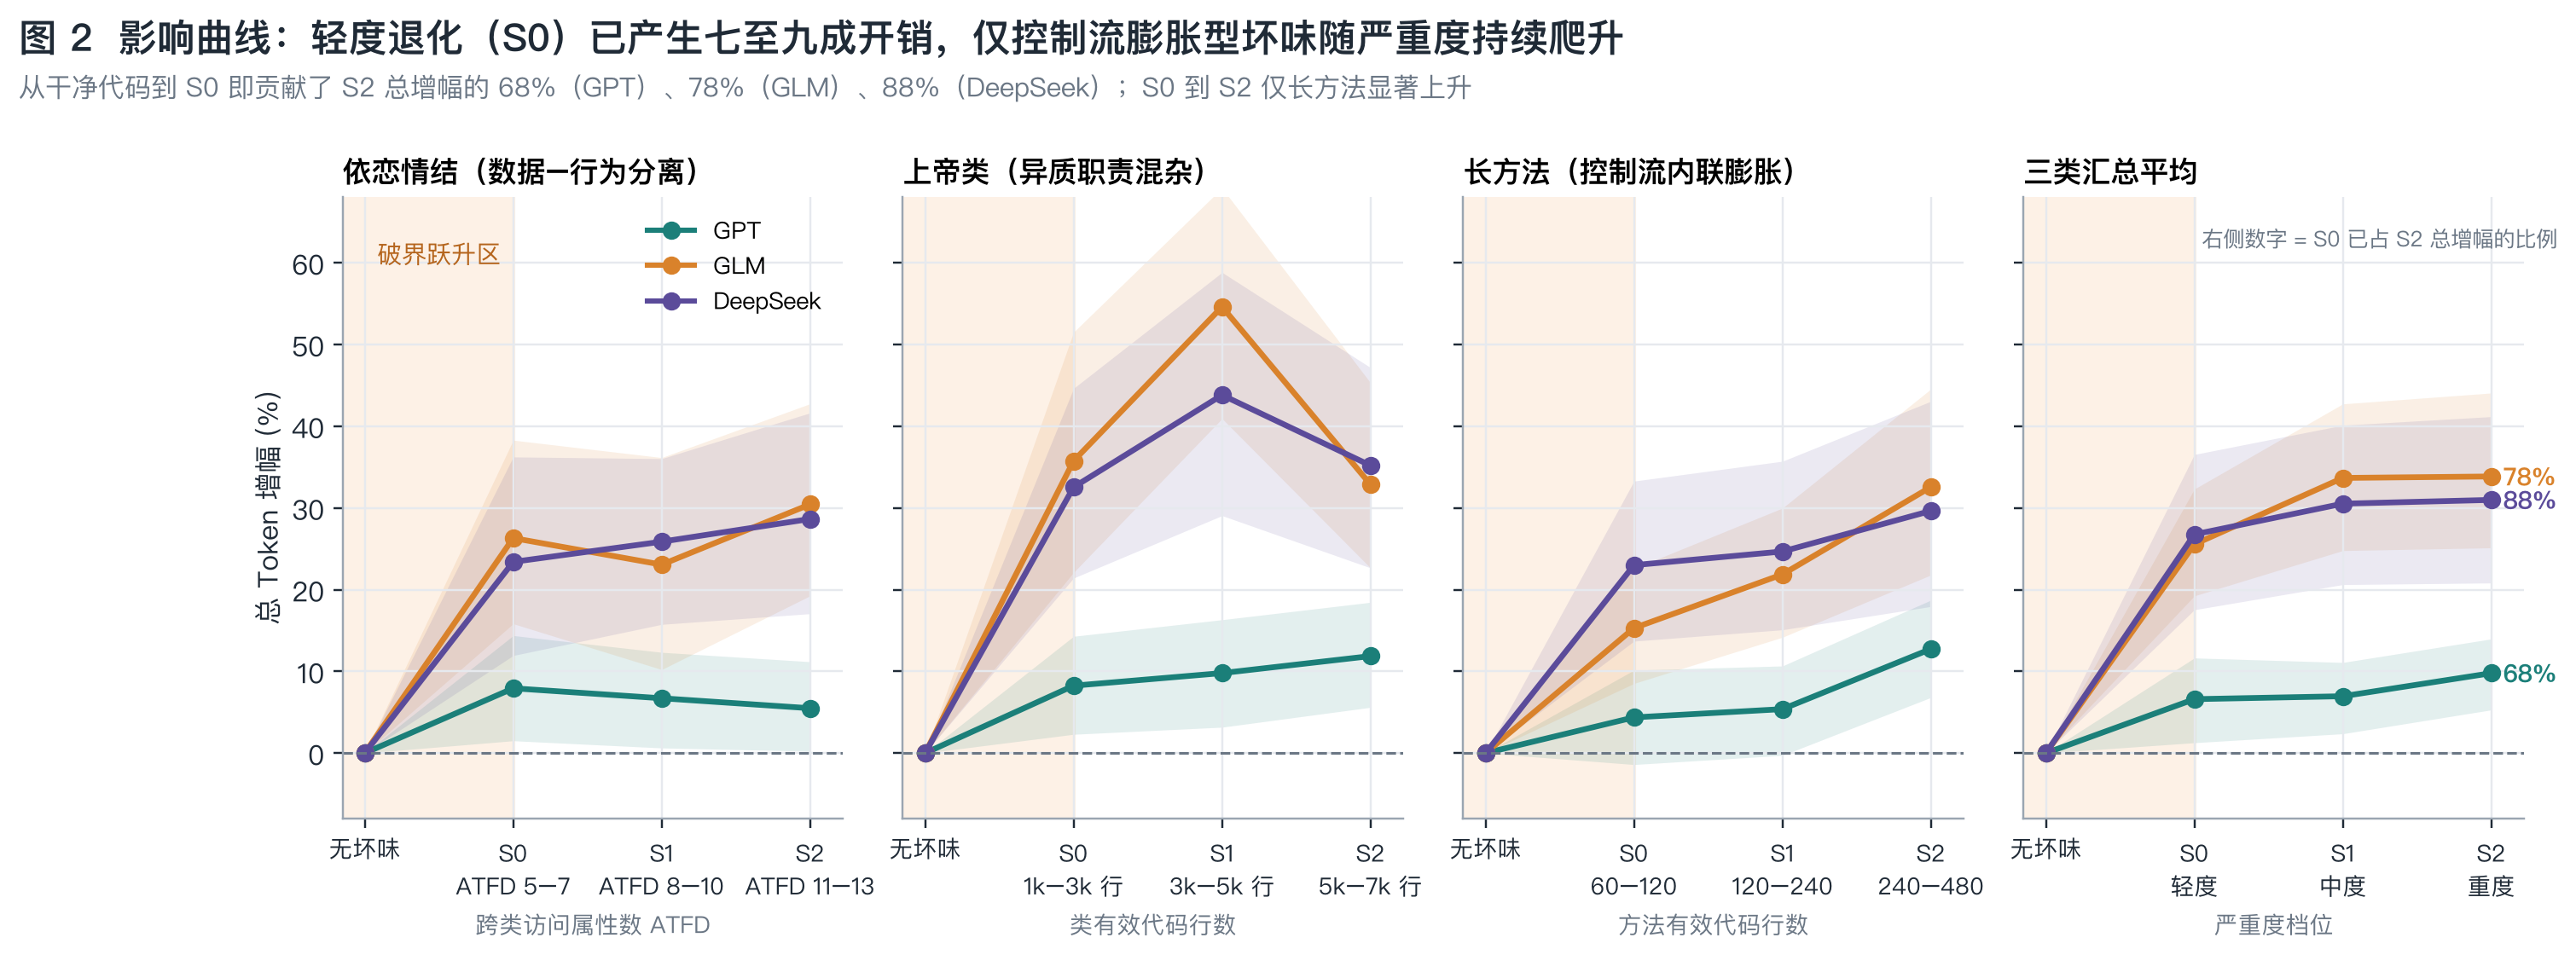 图 2 影响曲线：轻度退化（S0）已产生七至九成开销，仅控制流膨胀型坏味随严重度持续爬升
从干净代码到 S0 即贡献了 S2 总增幅的 68%（GPT）、78%（GLM）、88%（DeepSeek）；S0 到 S2 仅长方法显著上升
依恋情结（数据—行为分离）
上帝类（异质职责混杂）
长方法（控制流内联膨胀）
三类汇总平均
破界跃升区
GPT
GLM
DeepSeek
右侧数字 = S0 已占 S2 总增幅的比例
总 Token 增幅 (%)
60
50
40
30
20
10
0
78%
88%
68%
无坏味 S0 S1 S2
ATFD 5—7 ATFD 8—10 ATFD 11—13
跨类访问属性数 ATFD
无坏味 S0 S1 S2
1k—3k 行 3k—5k 行 5k—7k 行
类有效代码行数
无坏味 S0 S1 S2
60—120 120—240 240—480
方法有效代码行数
无坏味 S0 S1 S2
轻度 中度 重度
严重度档位